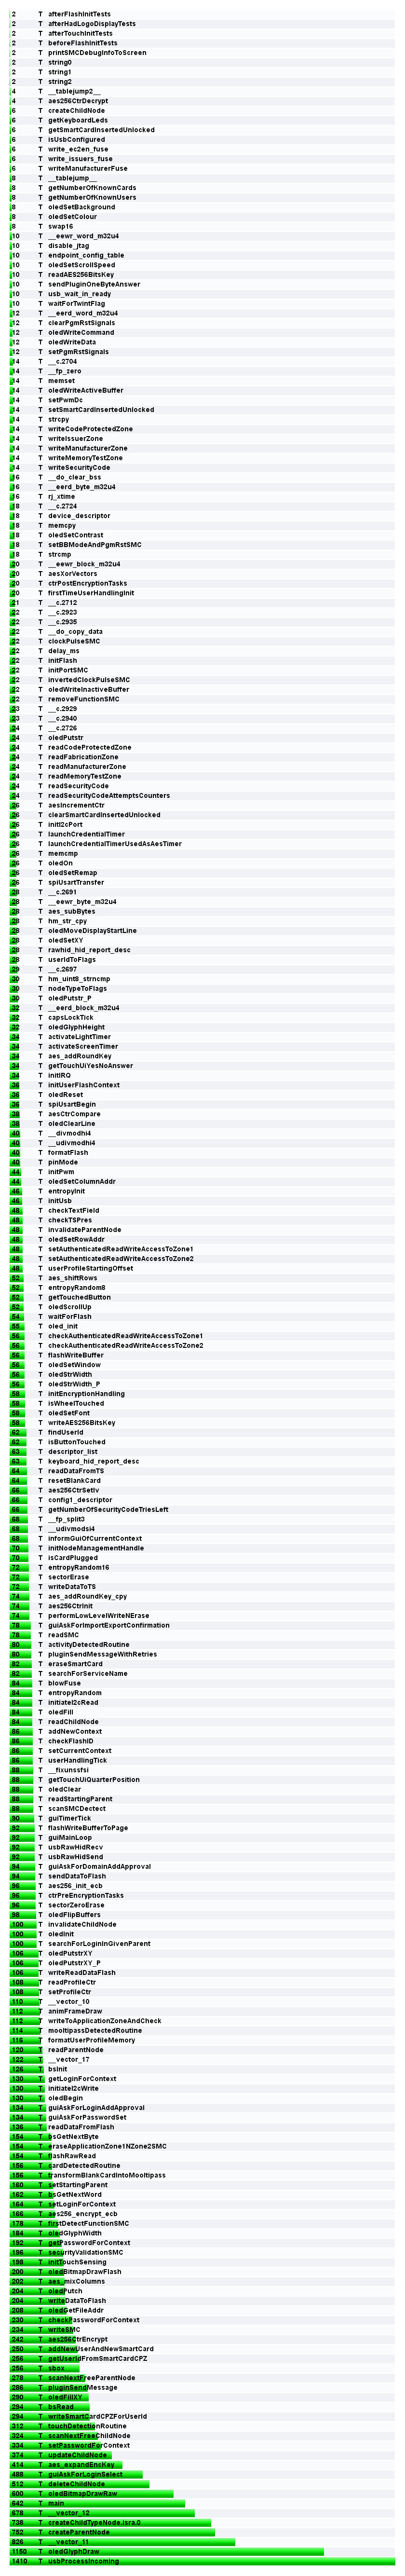 2 T afterFlashInitTests
2 T afterHadLogoDisplayTests
2 T afterTouchInitTests
2 T beforeFlashInitTests
2 T printSMCDebugInfoToScreen
2 T string0
2 T string1
2 T string2
4 T __tablejump2__
4 T aes256CtrDecrypt
6 T createChildNode
6 T getKeyboardLeds
6 T getSmartCardInsertedUnlocked
6 T isUsbConfigured
6 T write_ec2en_fuse
6 T write_issuers_fuse
6 T writeManufacturerFuse
8 T __tablejump__
8 T getNumberOfKnownCards
8 T getNumberOfKnownUsers
8 T oledSetBackground
8 T oledSetColour
8 T swap16
10 T __eewr_word_m32u4
10 T disable_jtag
10 T endpoint_config_table
10 T oledSetScrollSpeed
10 T readAES256BitsKey
10 T sendPluginOneByteAnswer
10 T usb_wait_in_ready
10 T waitForTwintFlag
12 T __eerd_word_m32u4
12 T clearPgmRstSignals
12 T oledWriteCommand
12 T oledWriteData
12 T setPgmRstSignals
14 T __c.2704
14 T __fp_zero
14 T memset
14 T oledWriteActiveBuffer
14 T setPwmDc
14 T setSmartCardInsertedUnlocked
14 T strcpy
14 T writeCodeProtectedZone
14 T writeIssuerZone
14 T writeManufacturerZone
14 T writeMemoryTestZone
14 T writeSecurityCode
16 T __do_clear_bss
16 T __eerd_byte_m32u4
16 T rj_xtime
18 T __c.2724
18 T device_descriptor
18 T memcpy
18 T oledSetContrast
18 T setBBModeAndPgmRstSMC
18 T strcmp
20 T __eewr_block_m32u4
20 T aesXorVectors
20 T ctrPostEncryptionTasks
20 T firstTimeUserHandlingInit
21 T __c.2712
22 T __c.2923
22 T __c.2935
22 T __do_copy_data
22 T clockPulseSMC
22 T delay_ms
22 T initFlash
22 T initPortSMC
22 T invertedClockPulseSMC
22 T oledWriteInactiveBuffer
22 T removeFunctionSMC
23 T __c.2929
23 T __c.2940
24 T __c.2726
24 T oledPutstr
24 T readCodeProtectedZone
24 T readFabricationZone
24 T readManufacturerZone
24 T readMemoryTestZone
24 T readSecurityCode
24 T readSecurityCodeAttemptsCounters
26 T aesIncrementCtr
26 T clearSmartCardInsertedUnlocked
26 T initI2cPort
26 T launchCredentialTimer
26 T launchCredentialTimerUsedAsAesTimer
26 T memcmp
26 T oledOn
26 T oledSetRemap
26 T spiUsartTransfer
28 T __c.2691
28 T __eewr_byte_m32u4
28 T aes_subBytes
28 T hm_str_cpy
28 T oledMoveDisplayStartLine
28 T oledSetXY
28 T rawhid_hid_report_desc
28 T userIdToFlags
29 T __c.2697
30 T hm_uint8_strncmp
30 T nodeTypeToFlags
30 T oledPutstr_P
32 T __eerd_block_m32u4
32 T capsLockTick
32 T oledGlyphHeight
34 T activateLightTimer
34 T activateScreenTimer
34 T aes_addRoundKey
34 T getTouchUiYesNoAnswer
34 T initIRQ
36 T initUserFlashContext
36 T oledReset
36 T spiUsartBegin
38 T aesCtrCompare
38 T oledClearLine
40 T __divmodhi4
40 T __udivmodhi4
40 T formatFlash
40 T pinMode
44 T initPwm
44 T oledSetColumnAddr
46 T entropyInit
46 T initUsb
48 T checkTextField
48 T checkTSPres
48 T invalidateParentNode
48 T oledSetRowAddr
48 T setAuthenticatedReadWriteAccessToZone1
48 T setAuthenticatedReadWriteAccessToZone2
48 T userProfileStartingOffset
52 T aes_shiftRows
52 T entropyRandom8
52 T getTouchedButton
52 T oledScrollUp
54 T waitForFlash
55 T oled_init
56 T checkAuthenticatedReadWriteAccessToZone1
56 T checkAuthenticatedReadWriteAccessToZone2
56 T flashWriteBuffer
56 T oledSetWindow
56 T oledStrWidth
56 T oledStrWidth_P
58 T initEncryptionHandling
58 T isWheelTouched
58 T oledSetFont
58 T writeAES256BitsKey
62 T findUserId
62 T isButtonTouched
63 T descriptor_list
63 T keyboard_hid_report_desc
64 T readDataFromTS
64 T resetBlankCard
66 T aes256CtrSetIv
66 T config1_descriptor
66 T getNumberOfSecurityCodeTriesLeft
68 T __fp_split3
68 T __udivmodsi4
68 T informGuiOfCurrentContext
70 T initNodeManagementHandle
70 T isCardPlugged
72 T entropyRandom16
72 T sectorErase
72 T writeDataToTS
74 T aes_addRoundKey_cpy
74 T aes256CtrInit
74 T performLowLevelWriteNErase
78 T guiAskForImportExportConfirmation
78 T readSMC
80 T activityDetectedRoutine
80 T pluginSendMessageWithRetries
82 T eraseSmartCard
82 T searchForServiceName
84 T blowFuse
84 T entropyRandom
84 T initiateI2cRead
84 T oledFill
84 T readChildNode
86 T addNewContext
86 T checkFlashID
86 T setCurrentContext
86 T userHandlingTick
88 T __fixunssfsi
88 T getTouchUiQuarterPosition
88 T oledClear
88 T readStartingParent
88 T scanSMCDectect
90 T guiTimerTick
92 T flashWriteBufferToPage
92 T guiMainLoop
92 T usbRawHidRecv
92 T usbRawHidSend
94 T guiAskForDomainAddApproval
94 T sendDataToFlash
96 T aes256_init_ecb
96 T ctrPreEncryptionTasks
96 T sectorZeroErase
98 T oledFlipBuffers
100 T invalidateChildNode
100 T oledInit
100 T searchForLoginInGivenParent
106 T oledPutstrXY
106 T oledPutstrXY_P
106 T writeReadDataFlash
108 T readProfileCtr
108 T setProfileCtr
110 T __vector_10
112 T animFrameDraw
112 T writeToApplicationZoneAndCheck
114 T mooltipassDetectedRoutine
116 T formatUserProfileMemory
120 T readParentNode
122 T __vector_17
126 T bsInit
130 T getLoginForContext
130 T initiateI2cWrite
130 T oledBegin
134 T guiAskForLoginAddApproval
134 T guiAskForPasswordSet
136 T readDataFromFlash
154 T bsGetNextByte
154 T eraseApplicationZone1NZone2SMC
154 T flashRawRead
156 T cardDetectedRoutine
156 T transformBlankCardIntoMooltipass
160 T setStartingParent
162 T bsGetNextWord
164 T setLoginForContext
166 T aes256_encrypt_ecb
178 T firstDetectFunctionSMC
184 T oledGlyphWidth
192 T getPasswordForContext
196 T securityValidationSMC
198 T initTouchSensing
200 T oledBitmapDrawFlash
202 T aes_mixColumns
204 T oledPutch
204 T writeDataToFlash
208 T oledGetFileAddr
230 T checkPasswordForContext
234 T writeSMC
242 T aes256CtrEncrypt
250 T addNewUserAndNewSmartCard
256 T getUserIdFromSmartCardCPZ
256 T sbox
278 T scanNextFreeParentNode
286 T pluginSendMessage
290 T oledFillXY
294 T bsRead
294 T writeSmartCardCPZForUserId
312 T touchDetectionRoutine
324 T scanNextFreeChildNode
334 T setPasswordForContext
374 T updateChildNode
414 T aes_expandEncKey
488 T guiAskForLoginSelect
512 T deleteChildNode
600 T oledBitmapDrawRaw
642 T main
678 T __vector_12
738 T createChildTypeNode.isra.0
752 T createParentNode
826 T __vector_11
1150 T oledGlyphDraw
1410 T usbProcessIncoming